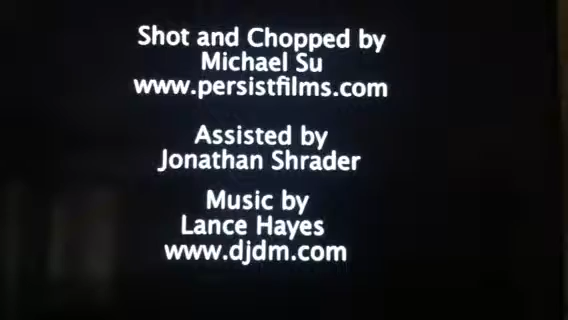 Shot and Chopped by
Michael Su
www.persistfilms.com
Assisted by
Jonathan Shrader
Music by
Lance Hayes
www.djdm.com